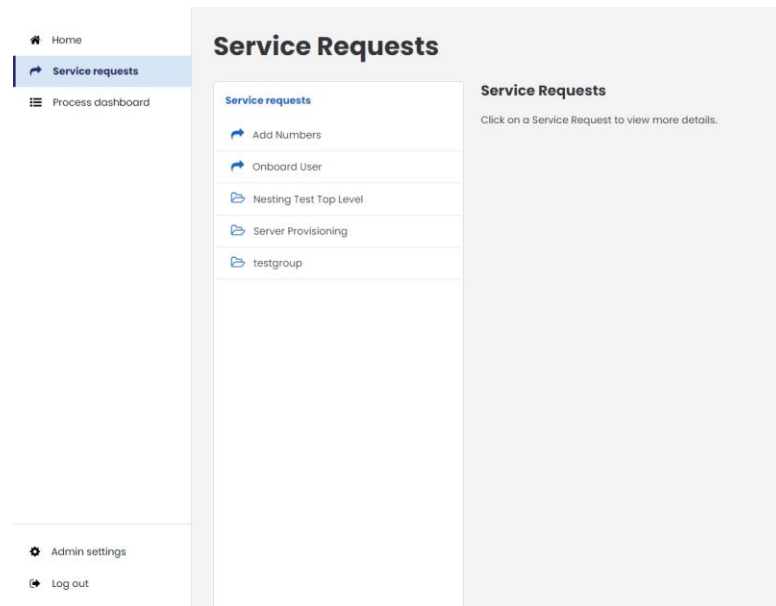 Home
Service requests
Process dashboard
Admin settings
Log out
Service Requests
Service requests
Add Numbers
Onboard User
Nesting Test Top Level
Server Provisioning
testgroup
Service Requests
Click on a Service Request to view more details.